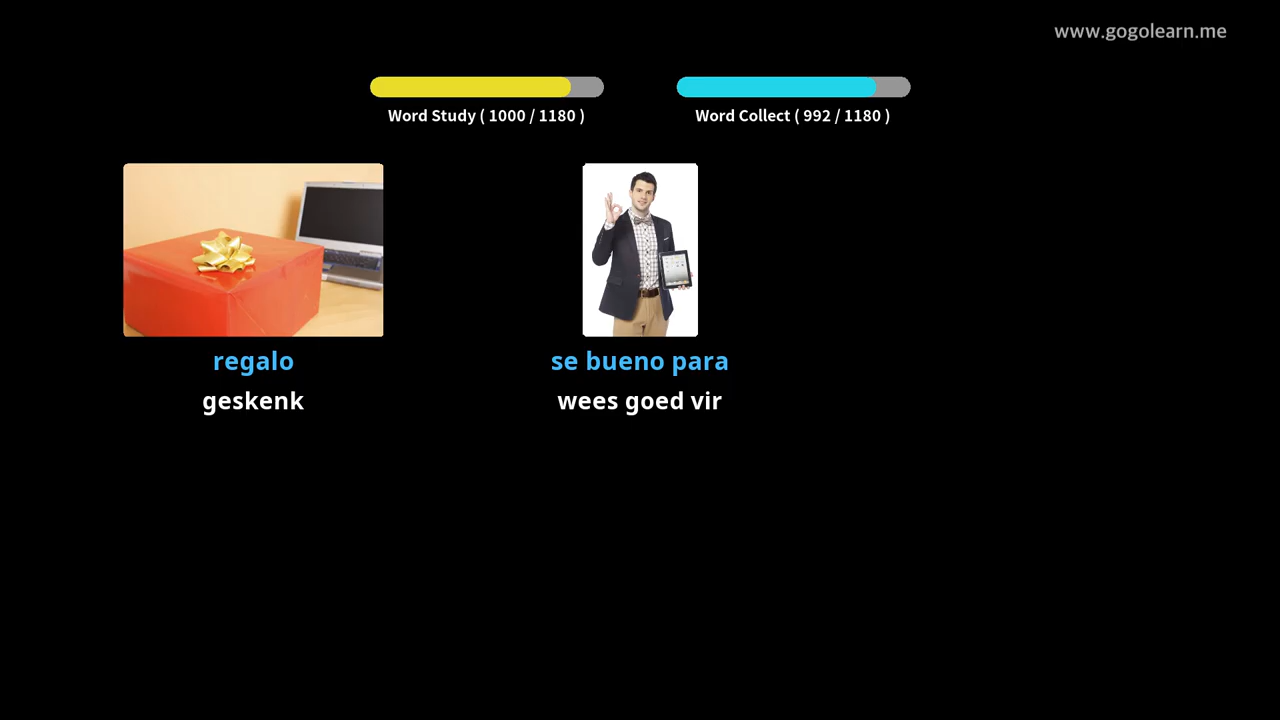 www.gogolearn.me
Word Study ( 1000 / 1180 )
Word Collect ( 992 / 1180 )
regalo
geskenk
se bueno para
wees goed vir